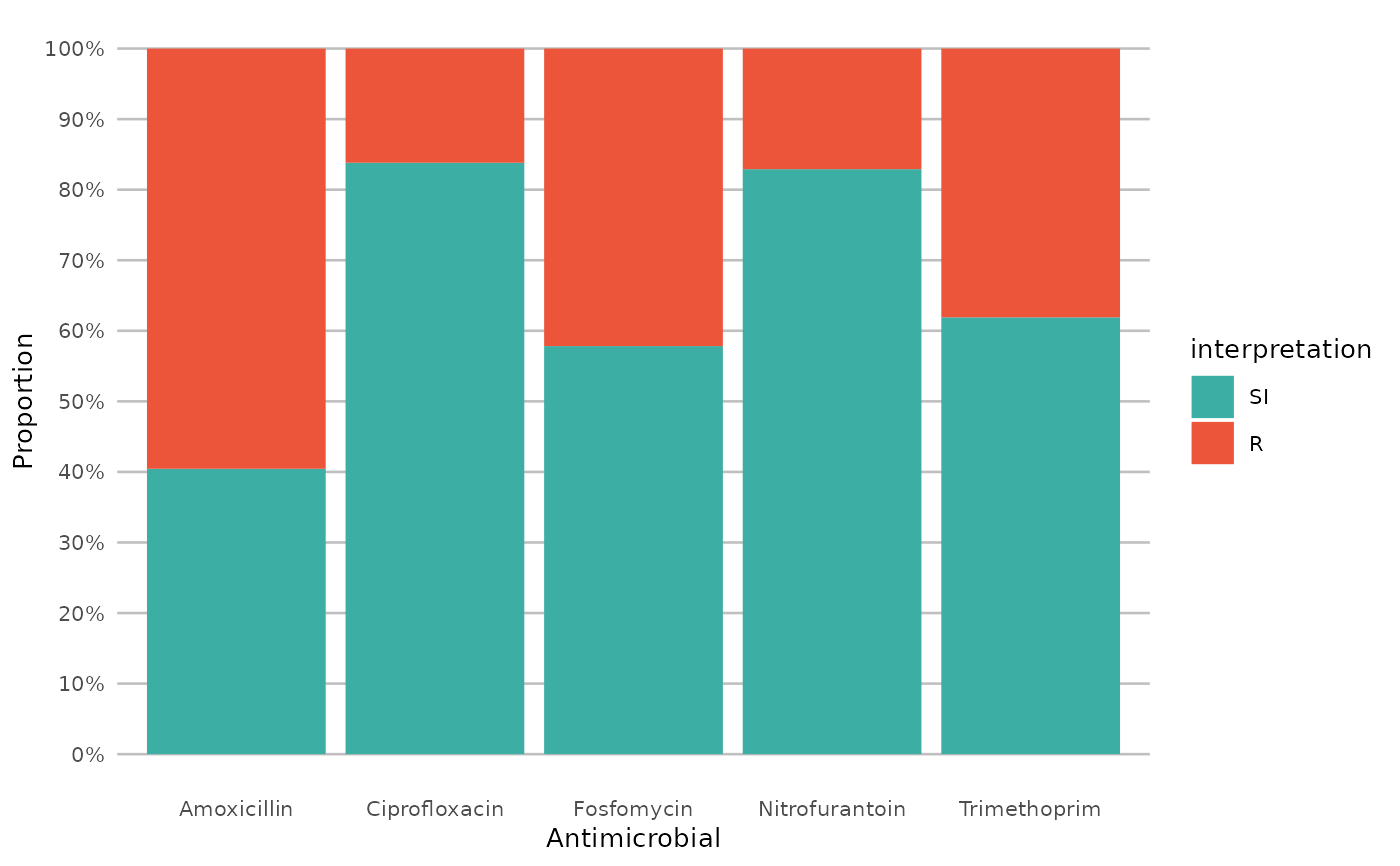 100%
90%
80%
70%
60%
50%
40%
30%
20%
10%
0%
Proportion
Amoxicillin Ciprofloxacin Fosfomycin Nitrofurantoin Trimethoprim
Antimicrobial
interpretation
SI
R